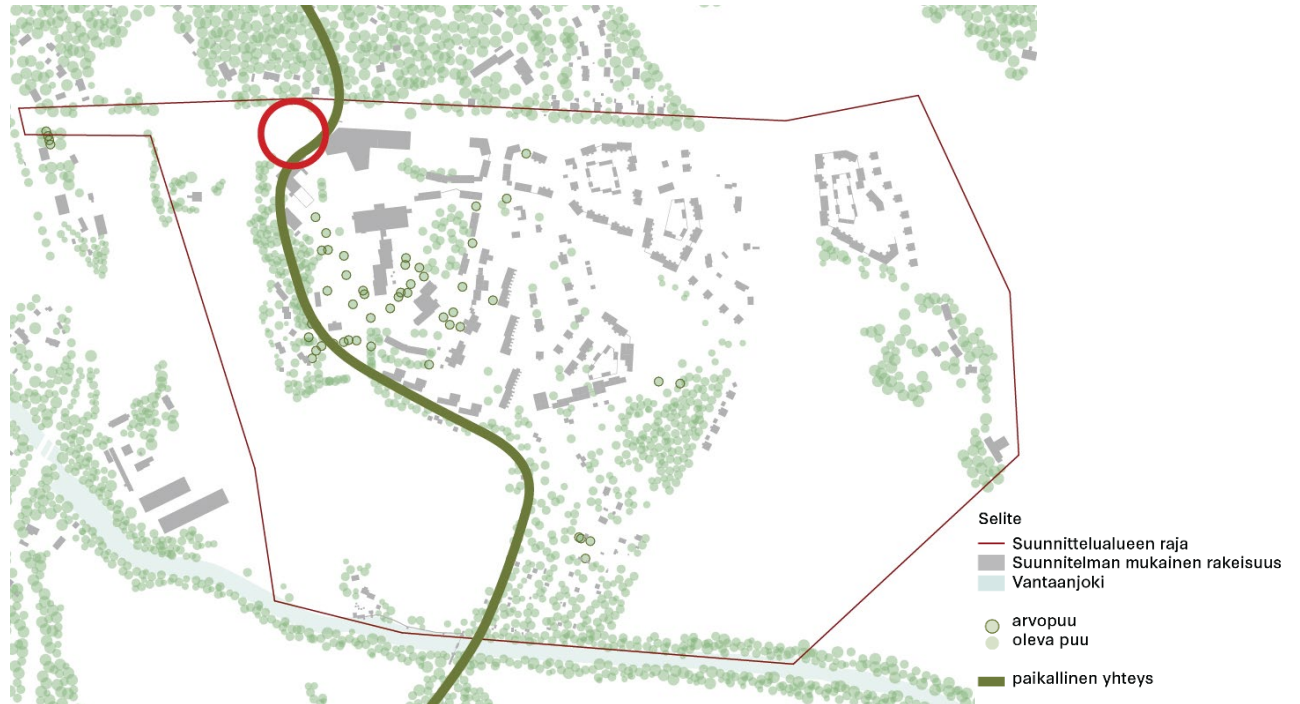 Selite
Suunnittelualueen raja
Suunnitelman mukainen rakeisuus
Vantaanjoki
arvopuu
oleva puu
paikallinen yhteys